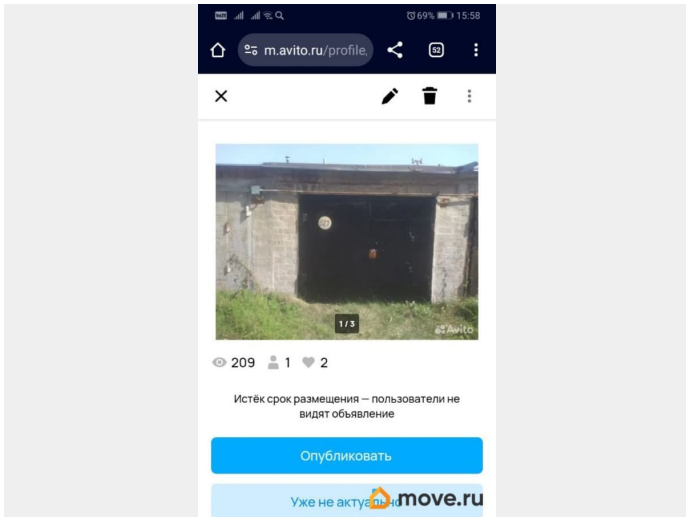 69% 15:58
m.avito.ru/profile,
52
1/3
Avito
209 1 2
Истёк срок размещения — пользователи не
видят объявление
Опубликовать
Уже не актуально
move.ru